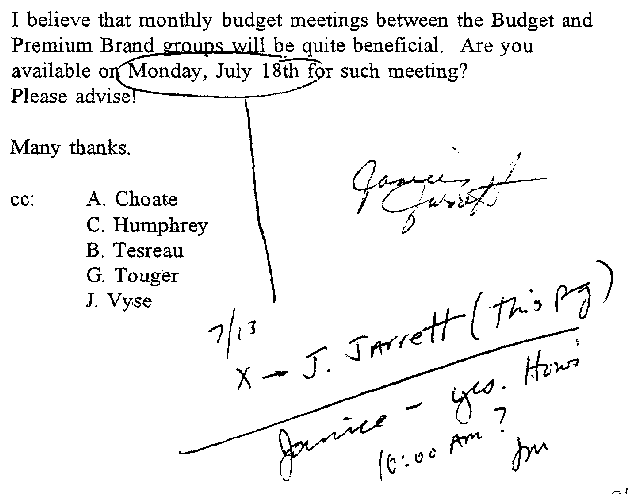 I believe that monthly budget meetings between the Budget and
Premium Brand groups will be quite beneficial. Are you
available on Monday, July 18th for such meeting?
Please advise!
Many thanks.
cc: A. Choate
C. Humphrey
B. Tesreau
G. Touger
J. Vyse
Janice Jarrett
7/13
X - J. Jarrett (This pg)
Janice - yes. How's
10:00 AM?